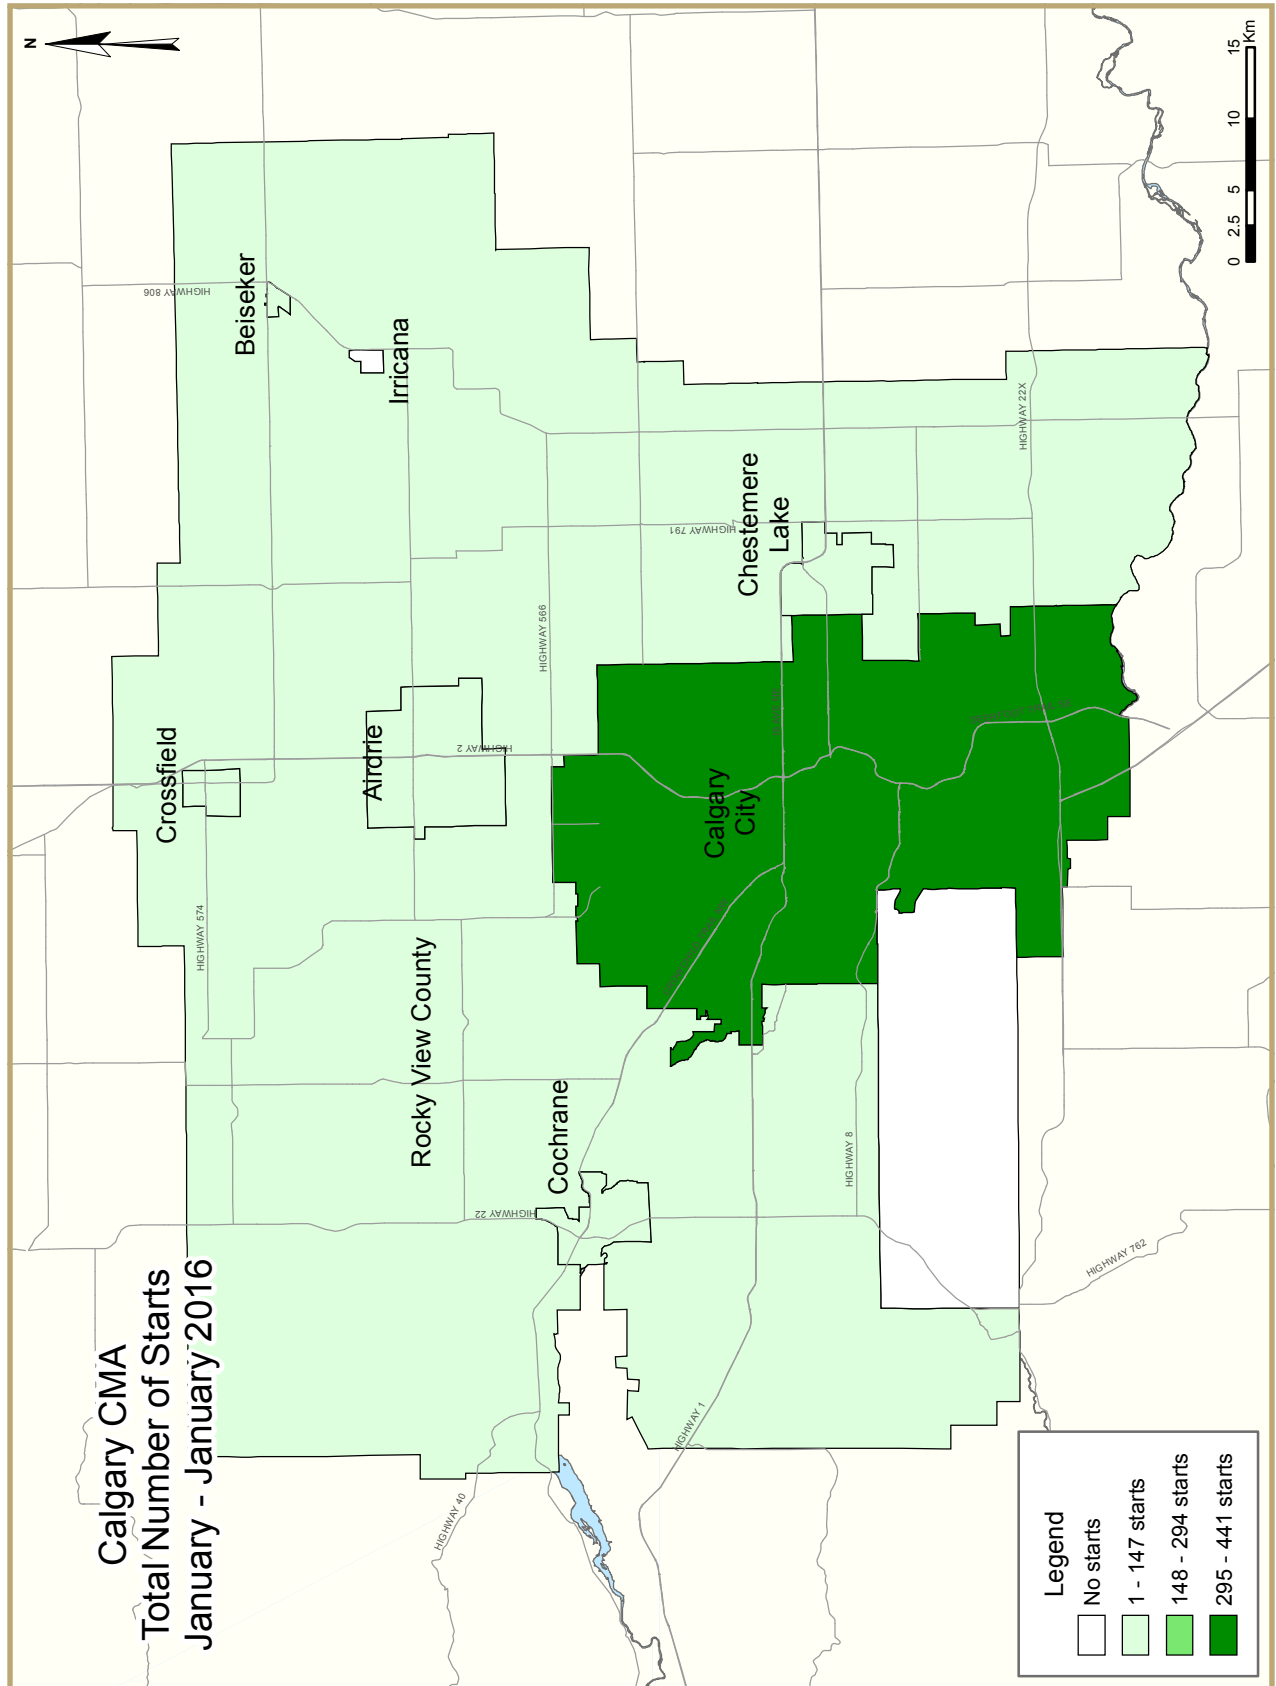 Calgary CMA
Total Number of Starts
January - January 2016
N
Crossfield
Beiseker
Irricana
Airdrie
Rocky View County
Cochrane
Calgary
City
Chestemere
Lake
HIGHWAY 574
HIGHWAY 806
HIGHWAY 2
HIGHWAY 566
HIGHWAY 791
HIGHWAY 22
HIGHWAY 40
HIGHWAY 1
HIGHWAY 8
HIGHWAY 22X
HIGHWAY 762
Legend
No starts
1 - 147 starts
148 - 294 starts
295 - 441 starts
0 2.5 5 10 15
Km